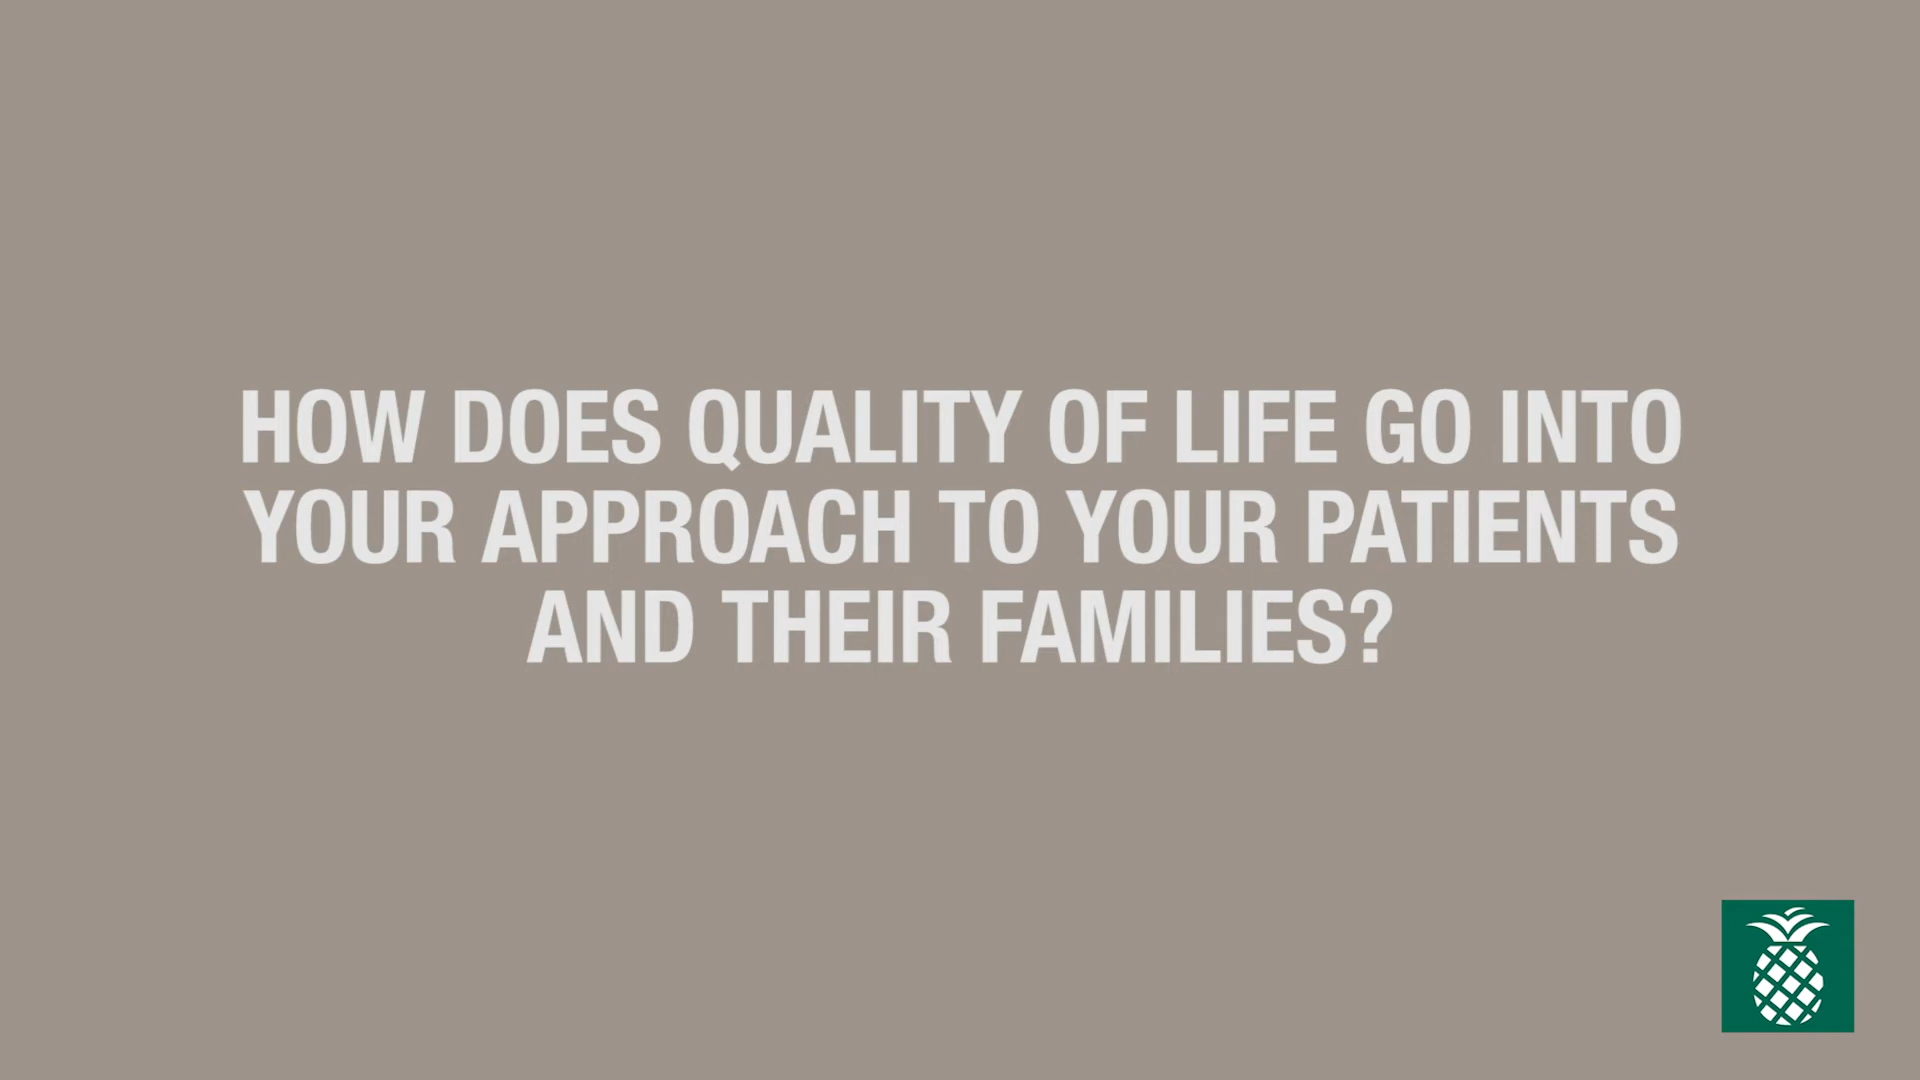 HOW DOES QUALITY OF LIFE GO INTO
YOUR APPROACH TO YOUR PATIENTS
AND THEIR FAMILIES?